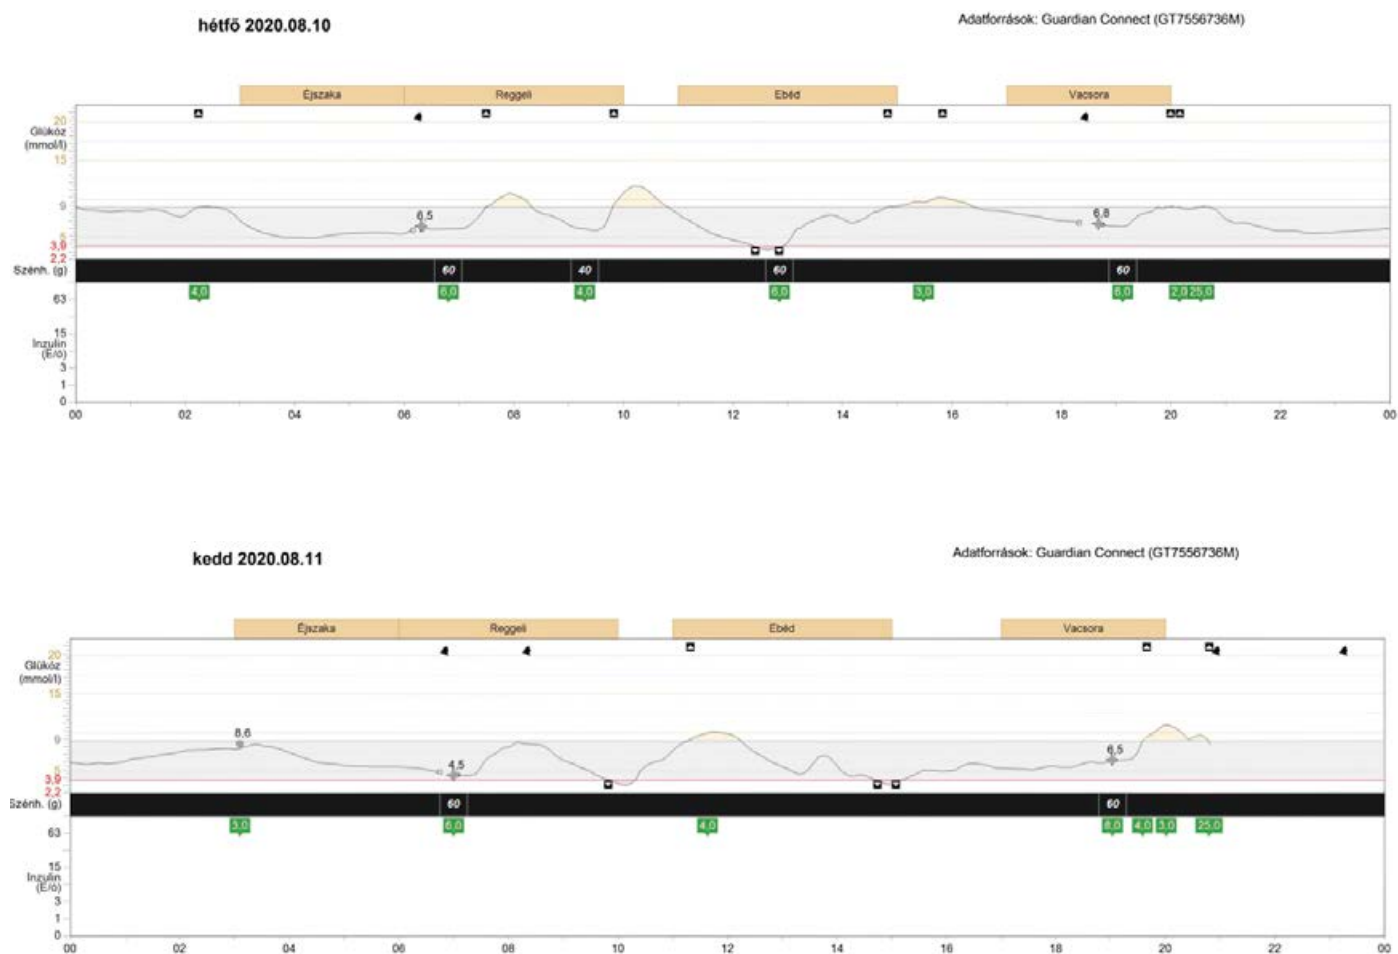 hétfő 2020.08.10
Adatforrások: Guardian Connect (GT7556736M)
Éjszaka Reggeli Ebéd Vacsora
20
Glükóz
(mmol/l)
15
9
6,5 6,8
5
3,9
2,2
Szénh. (g) 60 40 60 60
4,0 6,0 4,0 6,0 3,0 6,0 2,0 25,0
63
15
Inzulin
(E/ó)
3
1
0
00 02 04 06 08 10 12 14 16 18 20 22 00
kedd 2020.08.11
Adatforrások: Guardian Connect (GT7556736M)
Éjszaka Reggeli Ebéd Vacsora
20
Glükóz
(mmol/l)
15
9
8,6 4,5 6,5
5
3,9
2,2
Szénh. (g) 60 60
3,0 6,0 4,0 8,0 4,0 3,0 25,0
63
15
Inzulin
(E/ó)
3
1
0
00 02 04 06 08 10 12 14 16 18 20 22 00